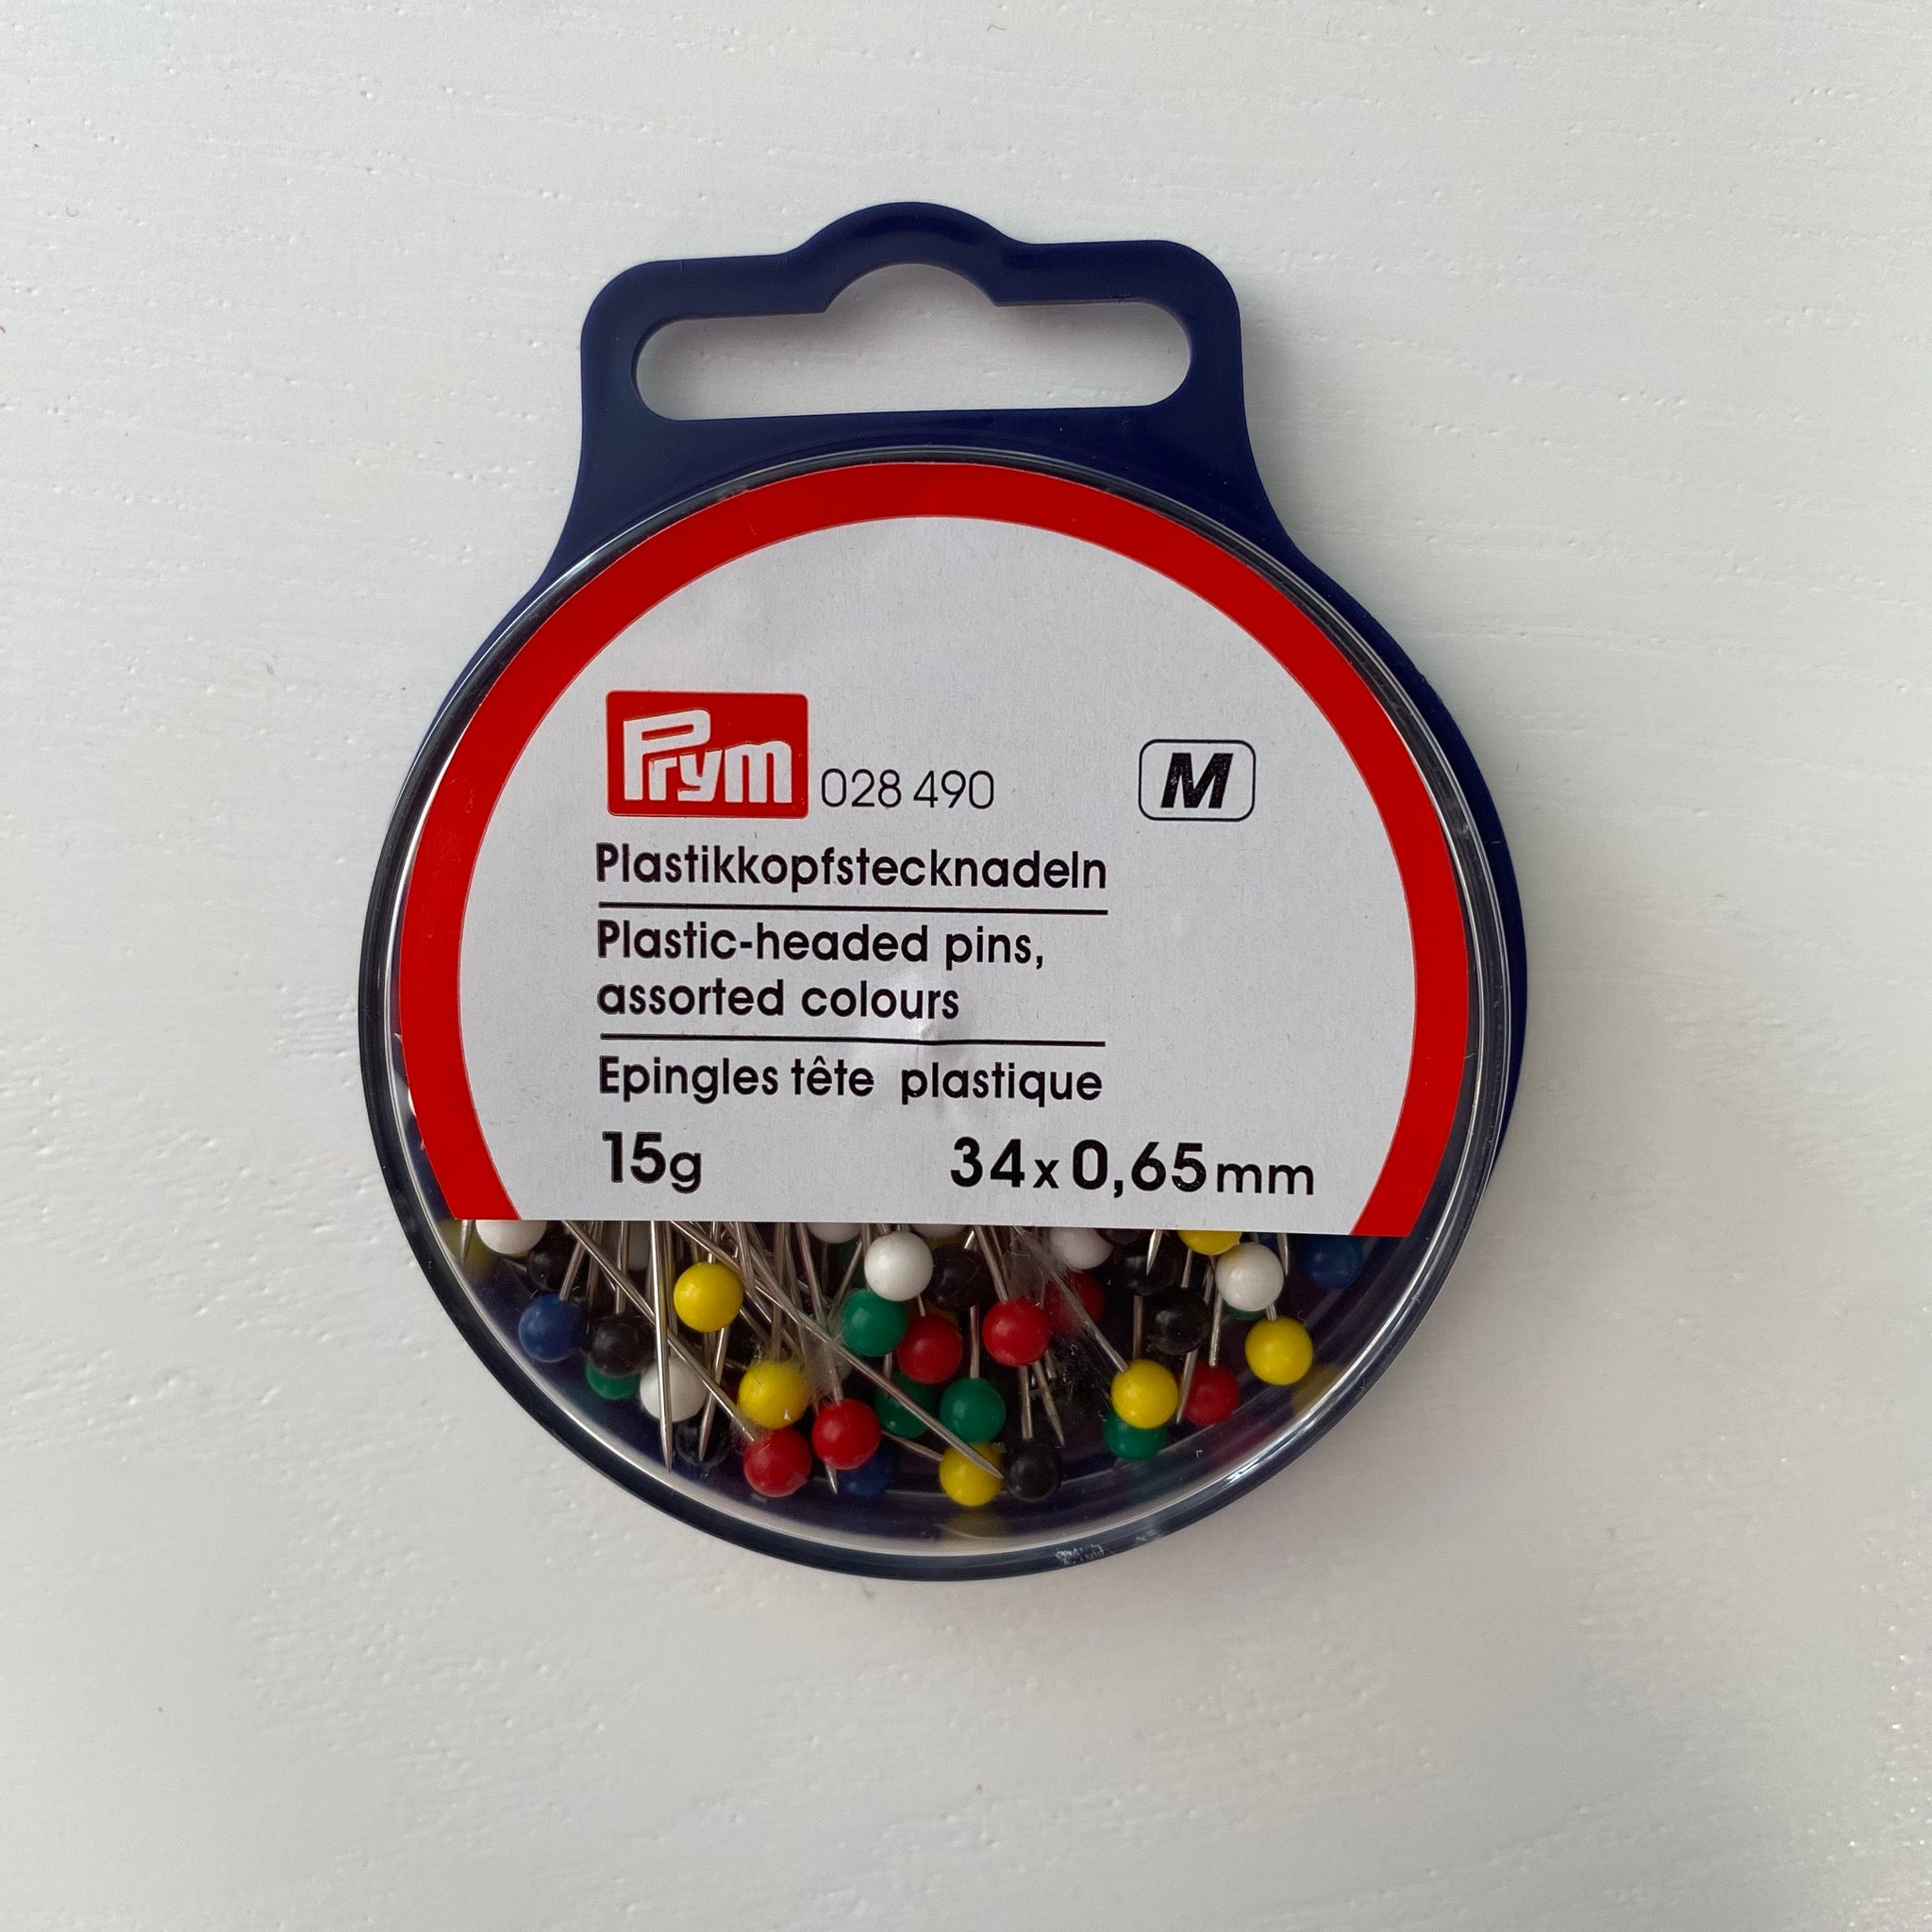 Prym 028 490 M
Plastikkopfstecknadeln
Plastic-headed pins,
assorted colours
Epingles tête plastique
15g 34x0,65mm